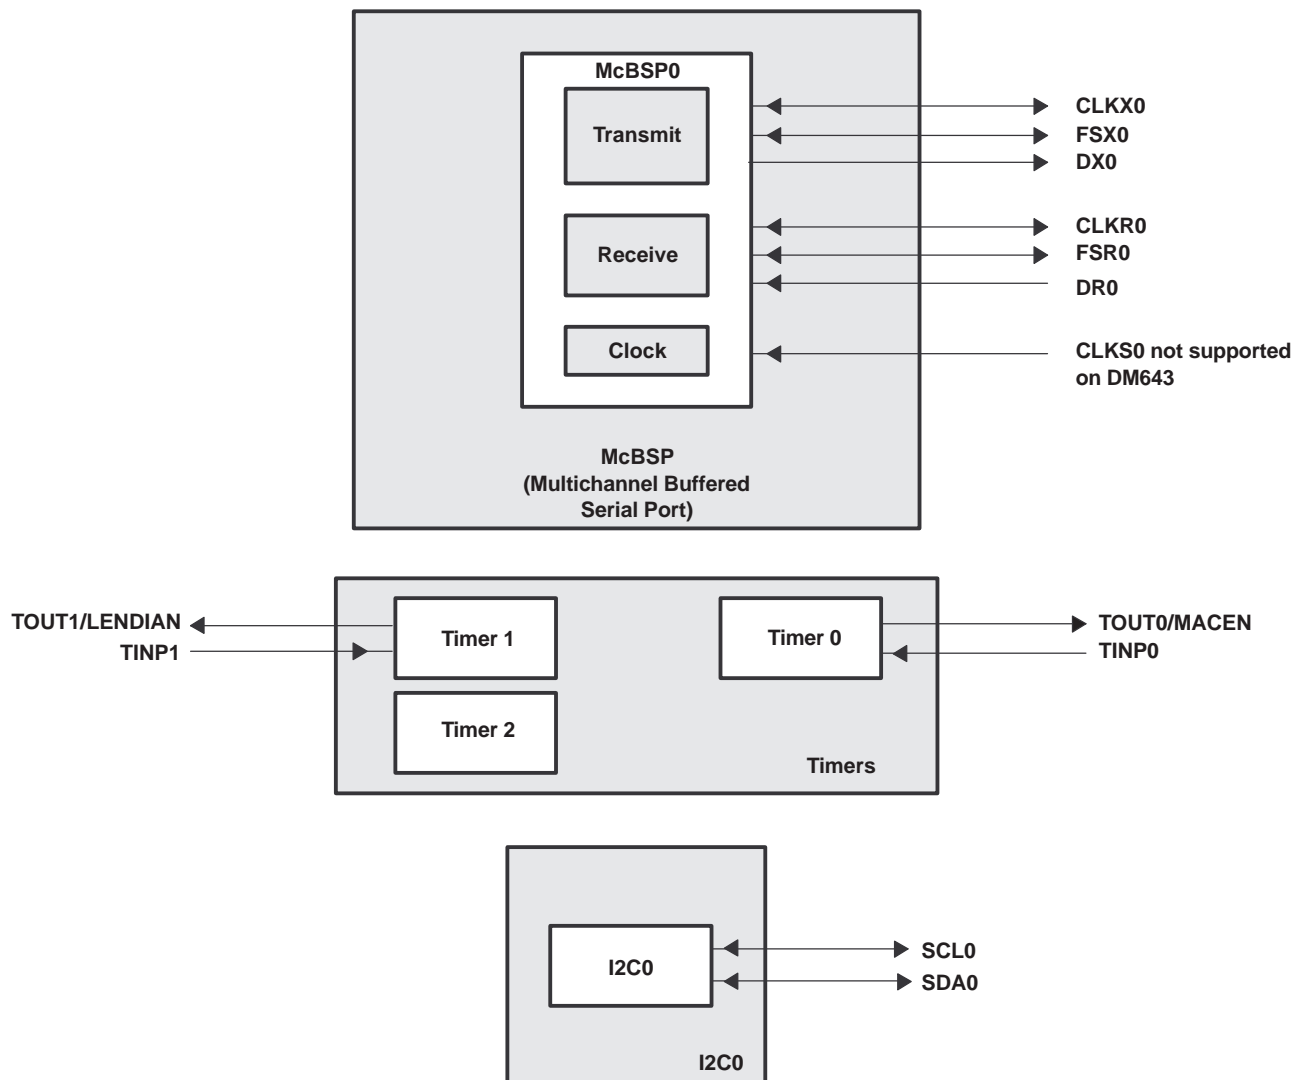 McBSP0
Transmit
CLKX0
FSX0
DX0
Receive
CLKR0
FSR0
DR0
Clock
CLKS0 not supported
on DM643
McBSP
(Multichannel Buffered
Serial Port)
TOUT1/LENDIAN
TINP1
Timer 1
Timer 0
TOUT0/MACEN
TINP0
Timer 2
Timers
I2C0
SCL0
SDA0
I2C0